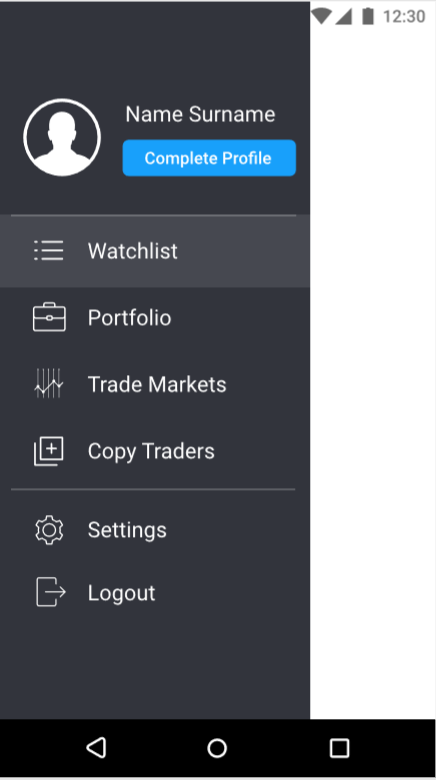 12:30
Name Surname
Complete Profile
Watchlist
Portfolio
Trade Markets
Copy Traders
Settings
Logout